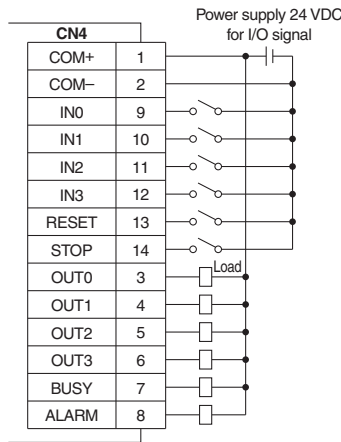 Power supply 24 VDC
for I/O signal
CN4
COM+ 1
COM– 2
IN0 9
IN1 10
IN2 11
IN3 12
RESET 13
STOP 14
OUT0 3 Load
OUT1 4
OUT2 5
OUT3 6
BUSY 7
ALARM 8